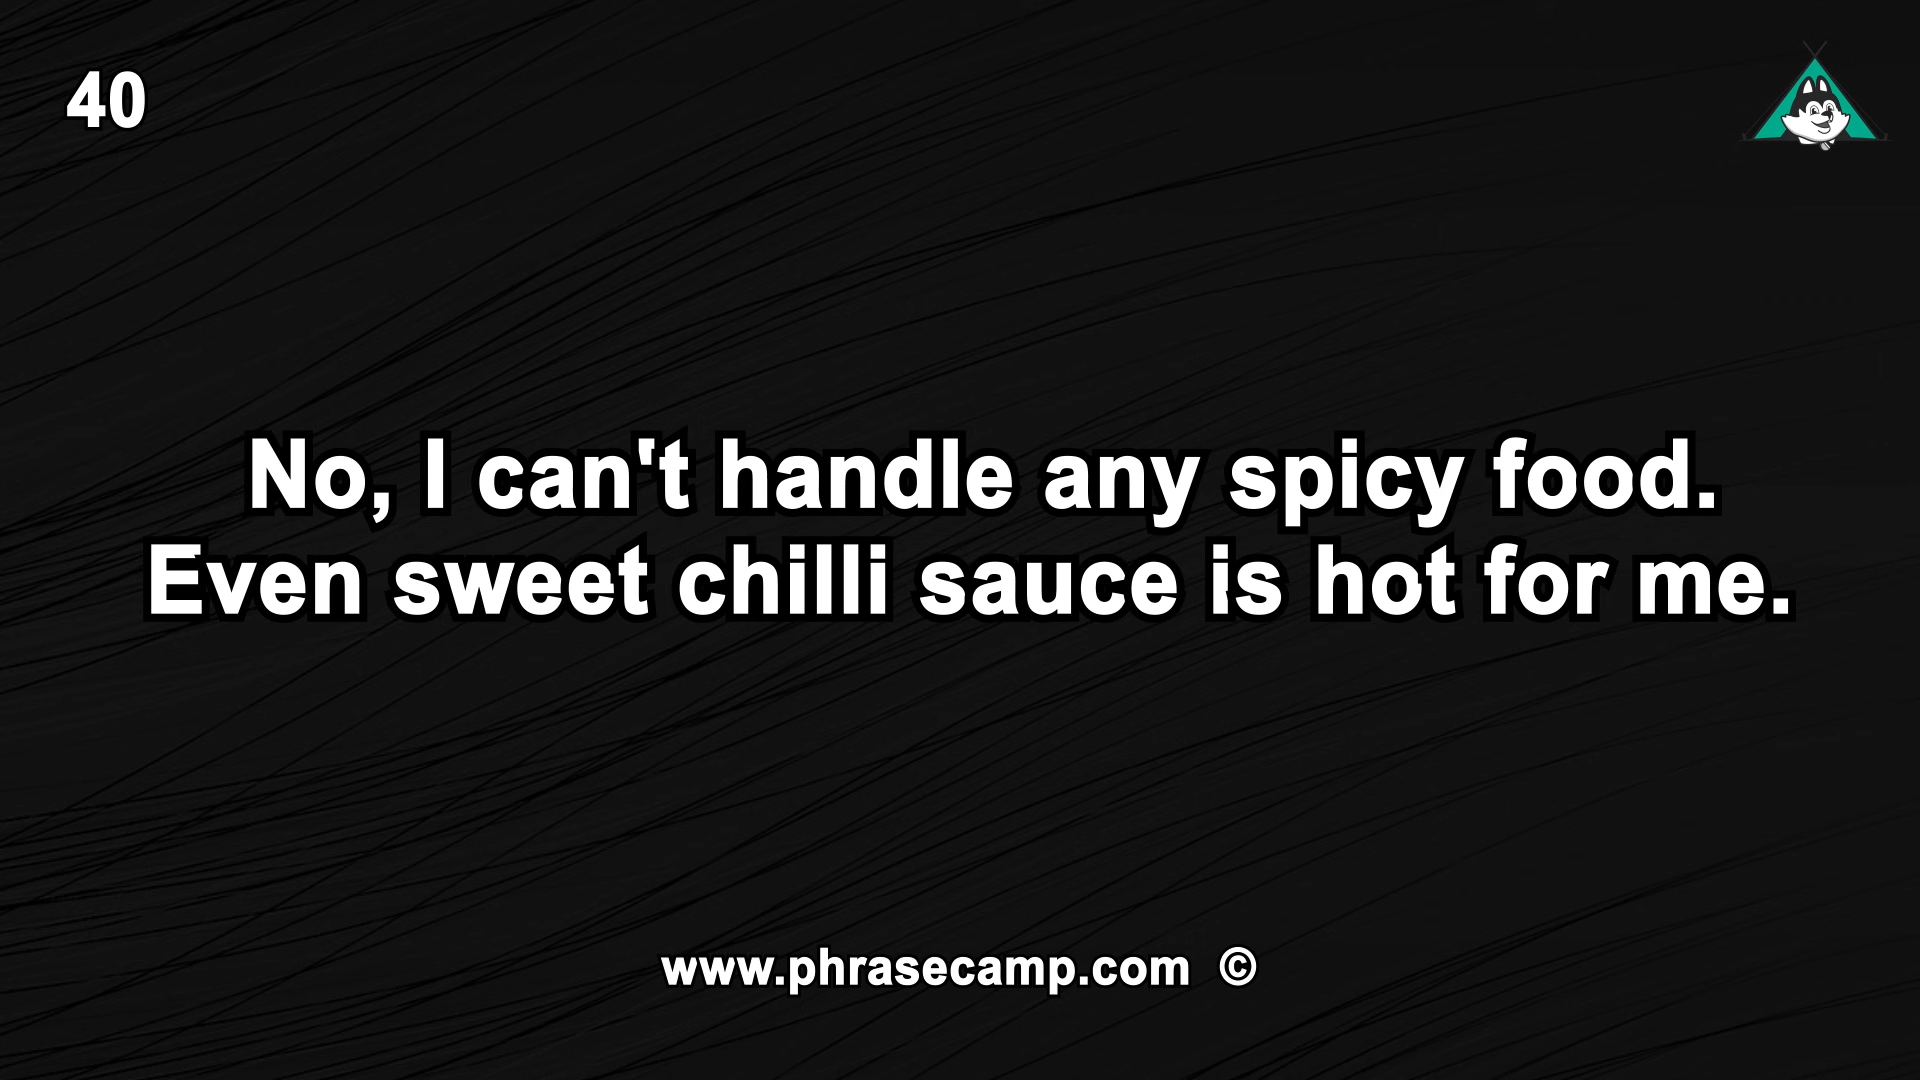 40
No, I can't handle any spicy food.
Even sweet chilli sauce is hot for me.
www.phrasecamp.com ©